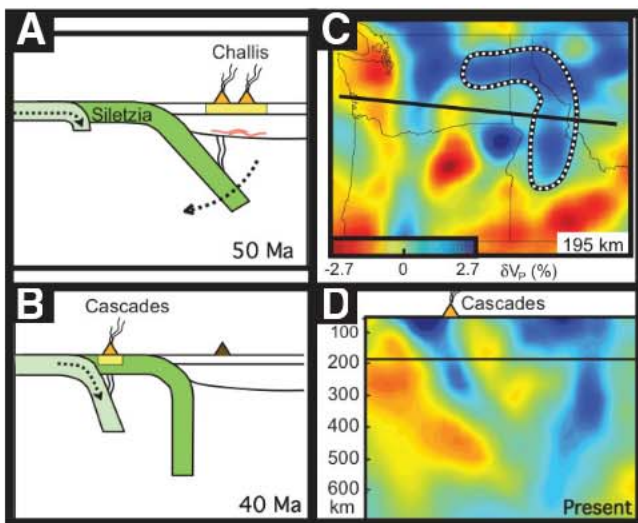 A
Challis
Siletzia
50 Ma
B
Cascades
40 Ma
C
195 km
-2.7 0 2.7 δVP (%)
D
Cascades
100
200
300
400
500
600
km
Present